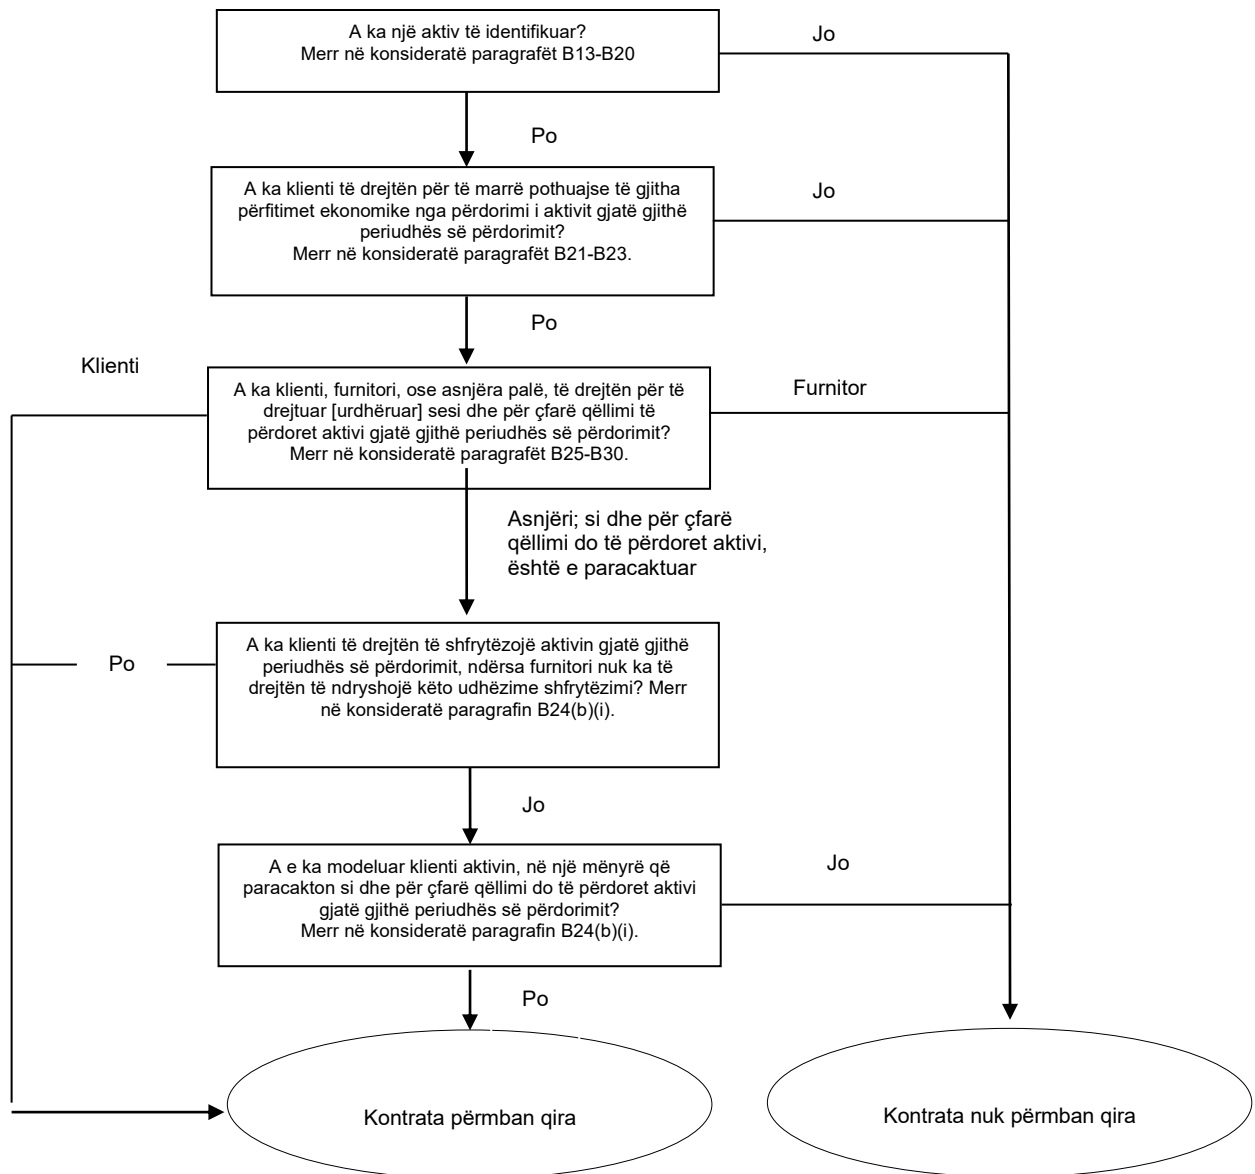 A ka një aktiv të identifikuar?
Merr në konsideratë paragrafët B13-B20
Jo
Po
A ka klienti të drejtën për të marrë pothuajse të gjitha
përfitimet ekonomike nga përdorimi i aktivit gjatë gjithë
periudhës së përdorimit?
Merr në konsideratë paragrafët B21-B23.
Jo
Po
Klienti
A ka klienti, furnitori, ose asnjëra palë, të drejtën për të
drejtuar [urdhëruar] sesi dhe për çfarë qëllimi të
përdoret aktivi gjatë gjithë periudhës së përdorimit?
Merr në konsideratë paragrafët B25-B30.
Furnitor
Asnjëri; si dhe për çfarë
qëllimi do të përdoret aktivi,
është e paracaktuar
A ka klienti të drejtën të shfrytëzojë aktivin gjatë gjithë
periudhës së përdorimit, ndërsa furnitori nuk ka të
drejtën të ndryshojë këto udhëzime shfrytëzimi? Merr
në konsideratë paragrafin B24(b)(i).
Po
Jo
A e ka modeluar klienti aktivin, në një mënyrë që
paracakton si dhe për çfarë qëllimi do të përdoret aktivi
gjatë gjithë periudhës së përdorimit?
Merr në konsideratë paragrafin B24(b)(i).
Jo
Po
Kontrata përmban qira
Kontrata nuk përmban qira